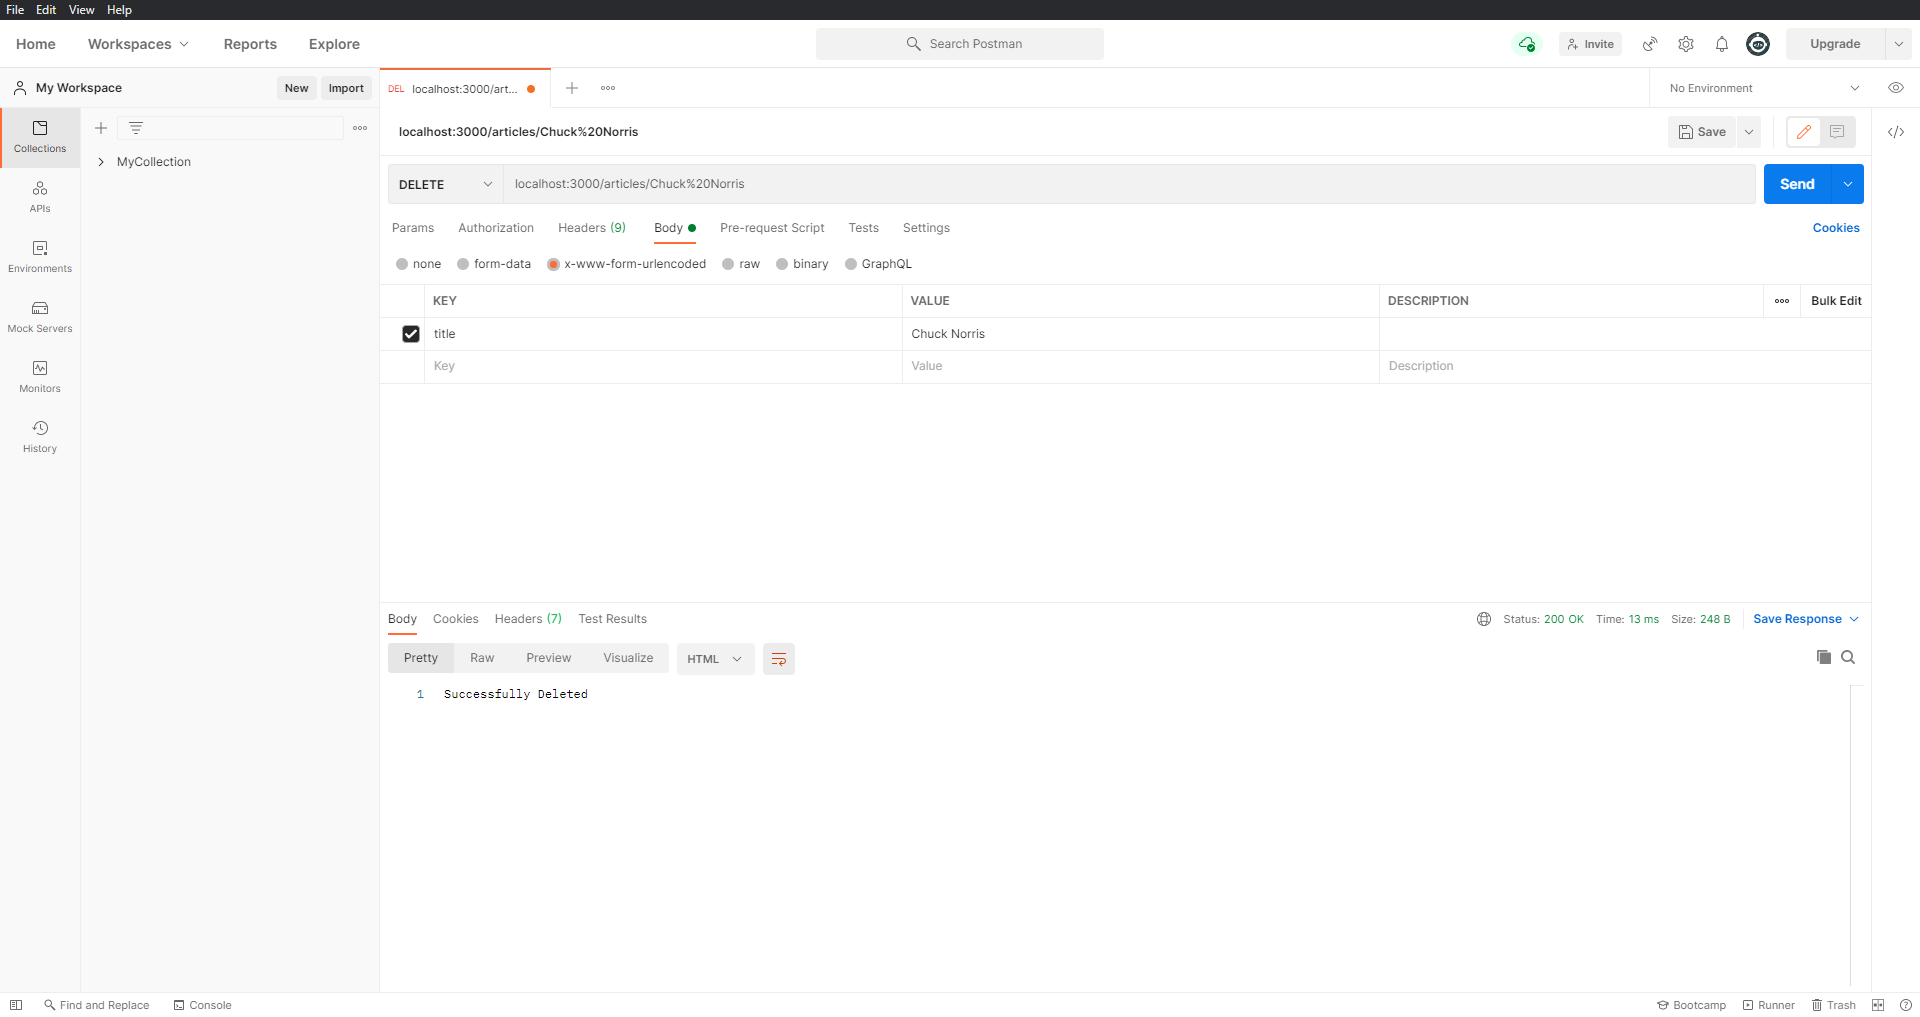 File Edit View Help
Home Workspaces Reports Explore Search Postman Invite Upgrade
My Workspace New Import DEL localhost:3000/art... No Environment
Collections
APIs
Environments
Mock Servers
Monitors
History
MyCollection
localhost:3000/articles/Chuck%20Norris Save
DELETE localhost:3000/articles/Chuck%20Norris Send
Params Authorization Headers (9) Body Pre-request Script Tests Settings Cookies
none form-data x-www-form-urlencoded raw binary GraphQL
KEY VALUE DESCRIPTION Bulk Edit
title Chuck Norris
Key Value Description
Body Cookies Headers (7) Test Results Status: 200 OK Time: 13 ms Size: 248 B Save Response
Pretty Raw Preview Visualize HTML
1 Successfully Deleted
Find and Replace Console Bootcamp Runner Trash